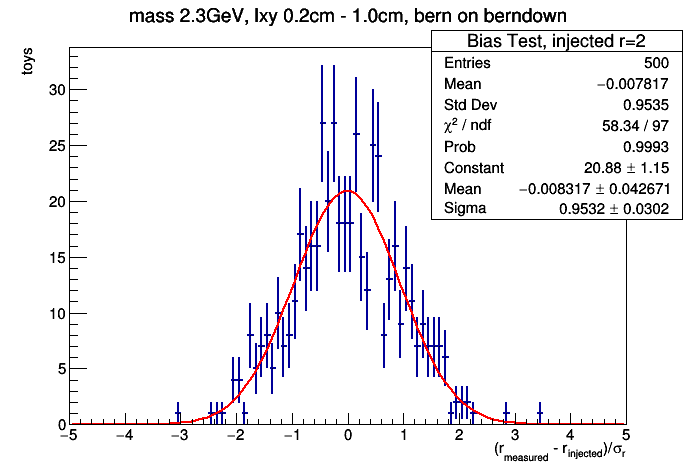 mass 2.3GeV, lxy 0.2cm - 1.0cm, bern on berndown
toys
Bias Test, injected r=2
Entries 500
Mean −0.007817
Std Dev 0.9535
χ² / ndf 58.34 / 97
Prob 0.9993
Constant 20.88 ± 1.15
Mean −0.008317 ± 0.042671
Sigma 0.9532 ± 0.0302
30
25
20
15
10
5
0
−5 −4 −3 −2 −1 0 1 2 3 4 5
(r_measured - r_injected)/σ_r